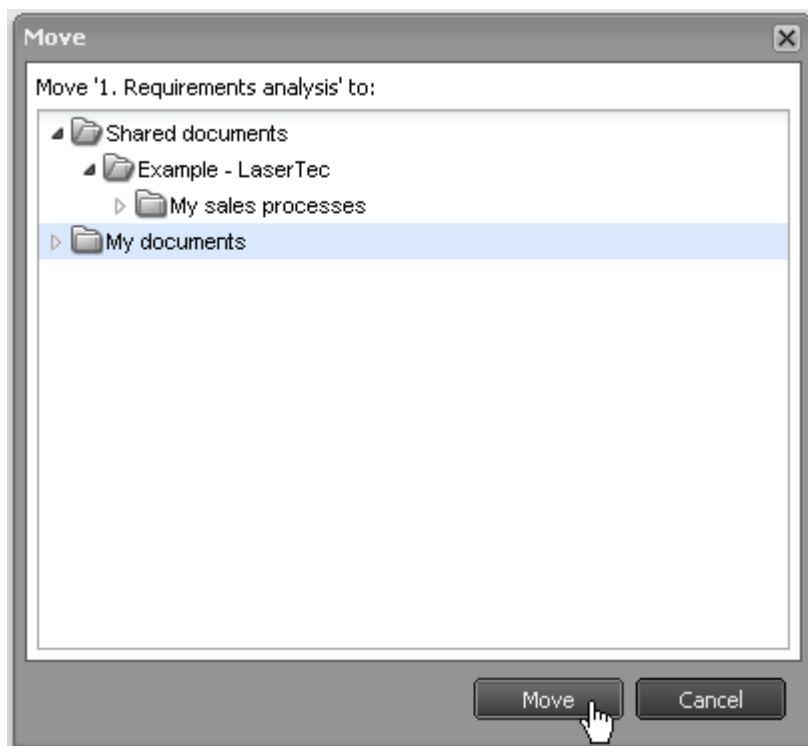 Move
Move '1. Requirements analysis' to:
Shared documents
Example - LaserTec
My sales processes
My documents
Move Cancel